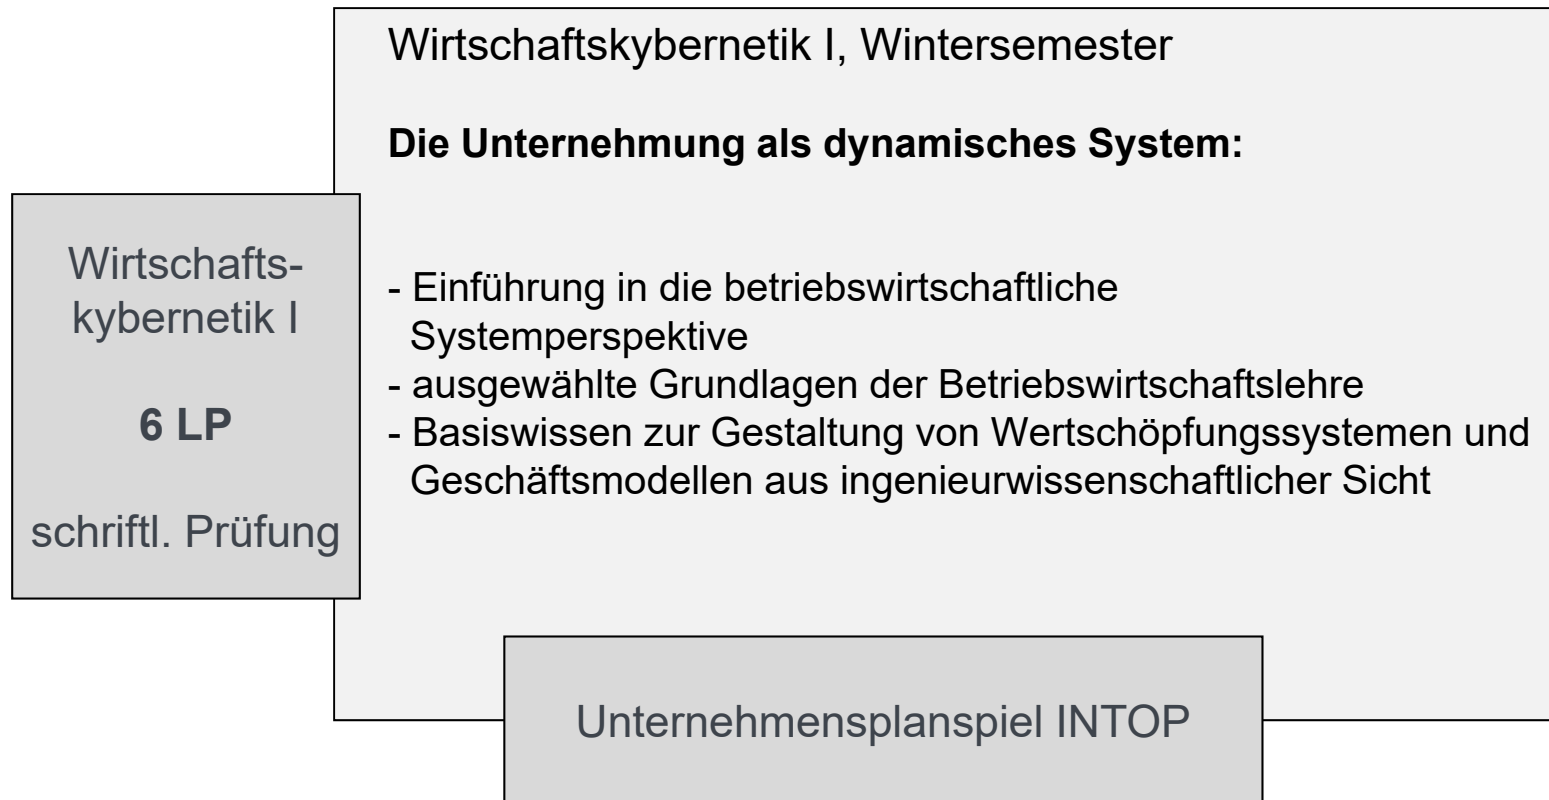 Wirtschaftskybernetik I, Wintersemester
Die Unternehmung als dynamisches System:
Wirtschafts-
kybernetik I
6 LP
schriftl. Prüfung
- Einführung in die betriebswirtschaftliche
Systemperspektive
- ausgewählte Grundlagen der Betriebswirtschaftslehre
- Basiswissen zur Gestaltung von Wertschöpfungssystemen und
Geschäftsmodellen aus ingenieurwissenschaftlicher Sicht
Unternehmensplanspiel INTOP